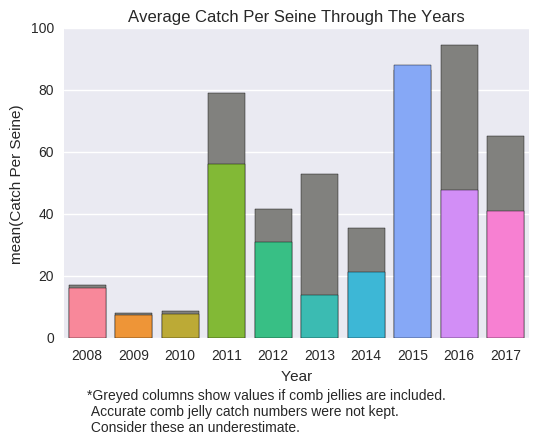 Average Catch Per Seine Through The Years
100
80
60
40
20
0
mean(Catch Per Seine)
2008 2009 2010 2011 2012 2013 2014 2015 2016 2017
Year
*Greyed columns show values if comb jellies are included.
Accurate comb jelly catch numbers were not kept.
Consider these an underestimate.